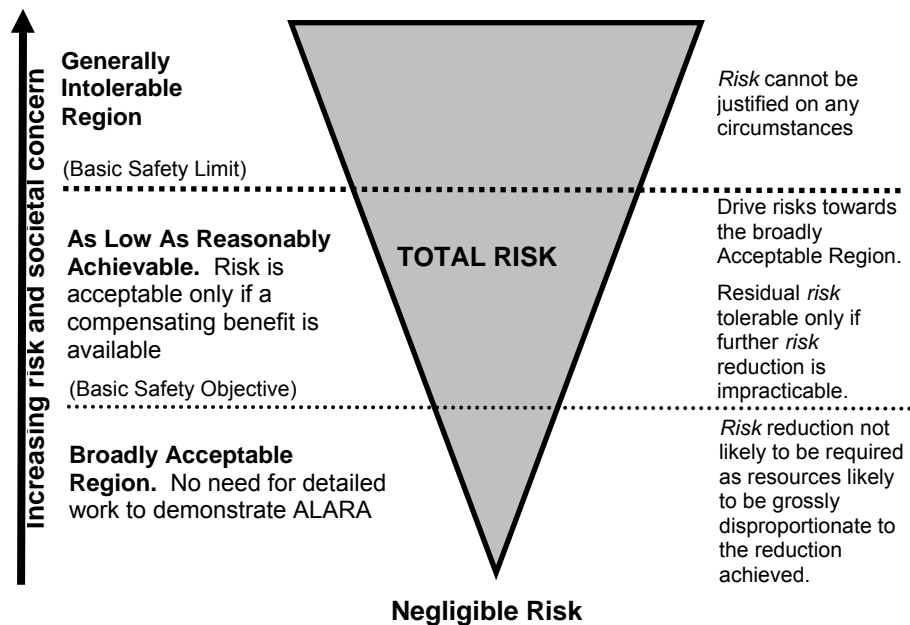 Increasing risk and societal concern
Generally
Intolerable
Region
(Basic Safety Limit)
Risk cannot be
justified on any
circumstances
As Low As Reasonably
Achievable. Risk is
acceptable only if a
compensating benefit is
available
(Basic Safety Objective)
TOTAL RISK
Drive risks towards
the broadly
Acceptable Region.
Residual risk
tolerable only if
further risk
reduction is
impracticable.
Broadly Acceptable
Region. No need for detailed
work to demonstrate ALARA
Risk reduction not
likely to be required
as resources likely
to be grossly
disproportionate to
the reduction
achieved.
Negligible Risk